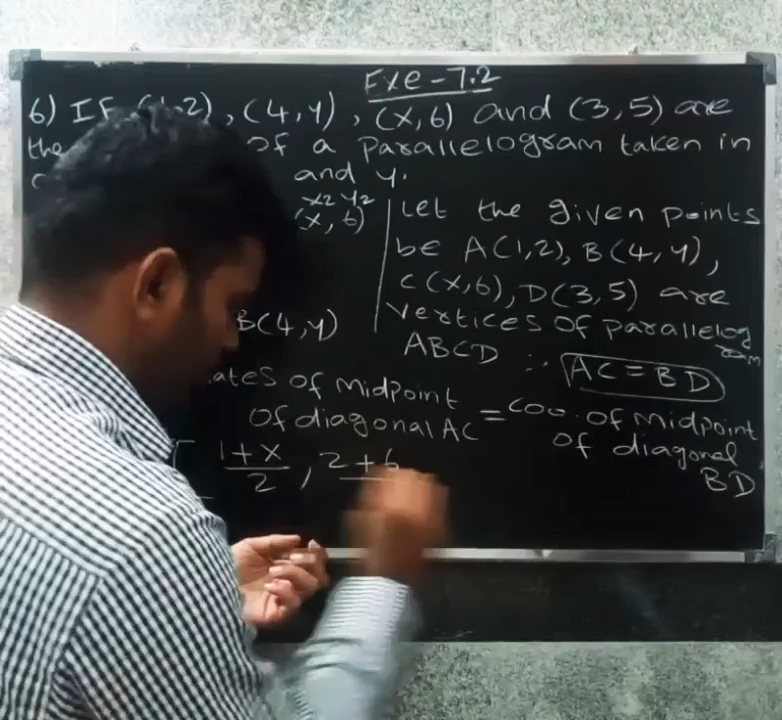 Exe-7.2
6) If (1,2), (4,y), (x,6) and (3,5) are
the of a parallelogram taken in
and y.
x2 y2
(x,6)
B(4,y)
Let the given points
be A(1,2), B(4,y),
C(x,6), D(3,5) are
vertices of parallelog
ram
ABCD ∴ AC=BD
ates of midpoint
of diagonal AC = Coo. of midpoint
of diagonal
BD
[ 1+x/2, 2+6